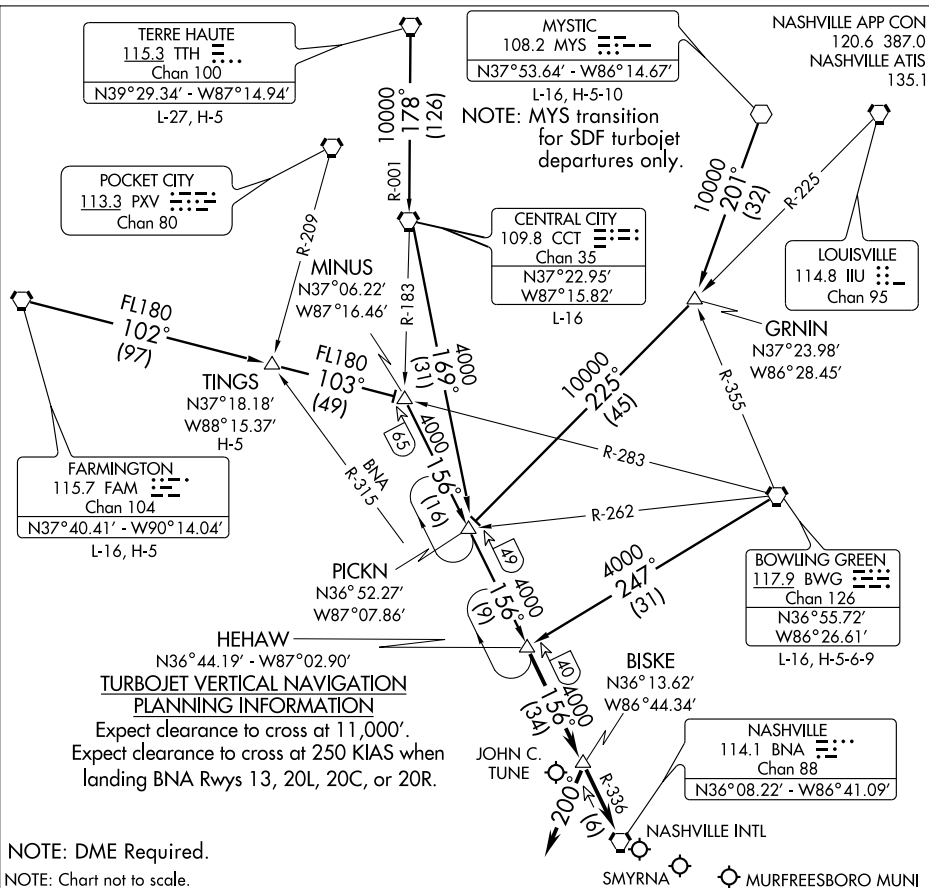 TERRE HAUTE
115.3 TTH
Chan 100
N39°29.34' - W87°14.94'
L-27, H-5
MYSTIC
108.2 MYS
N37°53.64' - W86°14.67'
L-16, H-5-10
NOTE: MYS transition
for SDF turbojet
departures only.
NASHVILLE APP CON
120.6 387.0
NASHVILLE ATIS
135.1
10000
178°
(126)
R-001
POCKET CITY
113.3 PXV
Chan 80
R-209
10000
201°
(32)
R-225
CENTRAL CITY
109.8 CCT
Chan 35
N37°22.95'
W87°15.82'
L-16
LOUISVILLE
114.8 IIU
Chan 95
MINUS
N37°06.22'
W87°16.46'
R-183
GRNIN
N37°23.98'
W86°28.45'
FL180
102°
(97)
FL180
103°
(49)
4000
169°
(31)
10000
225°
(45)
R-355
TINGS
N37°18.18'
W88°15.37'
H-5
65
BNA
R-315
4000
156°
(16)
R-283
R-262
FARMINGTON
115.7 FAM
Chan 104
N37°40.41' - W90°14.04'
L-16, H-5
49
PICKN
N36°52.27'
W87°07.86'
4000
156°
(9)
4000
247°
(31)
BOWLING GREEN
117.9 BWG
Chan 126
N36°55.72'
W86°26.61'
L-16, H-5-6-9
HEHAW
N36°44.19' - W87°02.90'
40
4000
156°
(34)
BISKE
N36°13.62'
W86°44.34'
TURBOJET VERTICAL NAVIGATION
PLANNING INFORMATION
Expect clearance to cross at 11,000'.
Expect clearance to cross at 250 KIAS when
landing BNA Rwys 13, 20L, 20C, or 20R.
JOHN C.
TUNE
NASHVILLE
114.1 BNA
Chan 88
N36°08.22' - W86°41.09'
200°
R-336
(6)
NASHVILLE INTL
NOTE: DME Required.
NOTE: Chart not to scale.
SMYRNA
MURFREESBORO MUNI